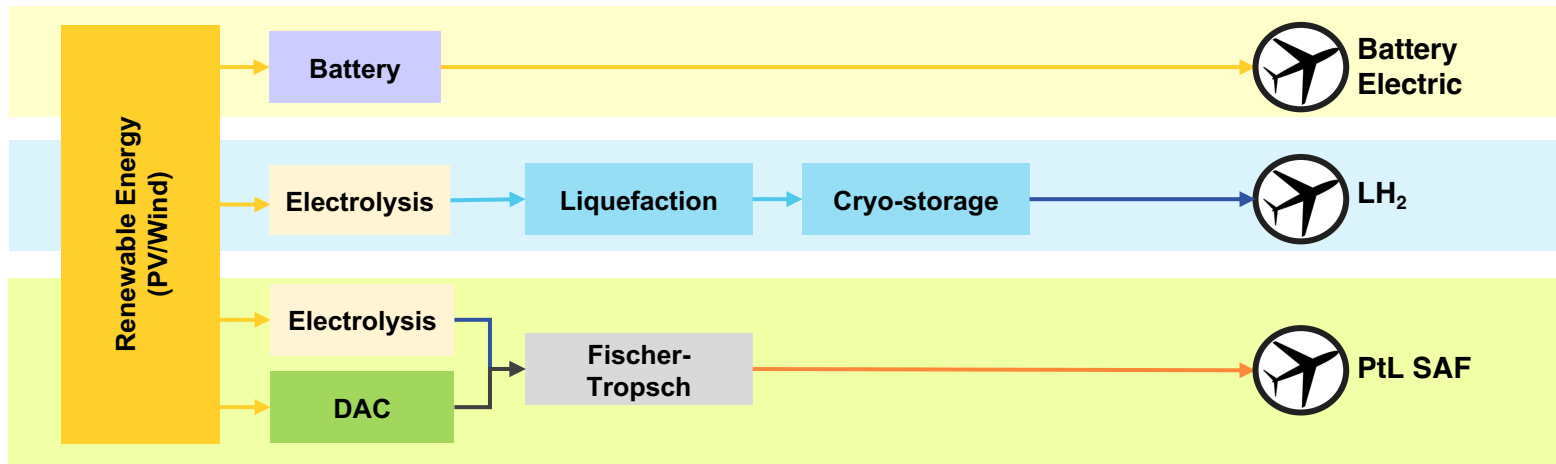 Renewable Energy
(PV/Wind)
Battery
Battery
Electric
Electrolysis
Liquefaction
Cryo-storage
LH₂
Electrolysis
DAC
Fischer-
Tropsch
PtL SAF